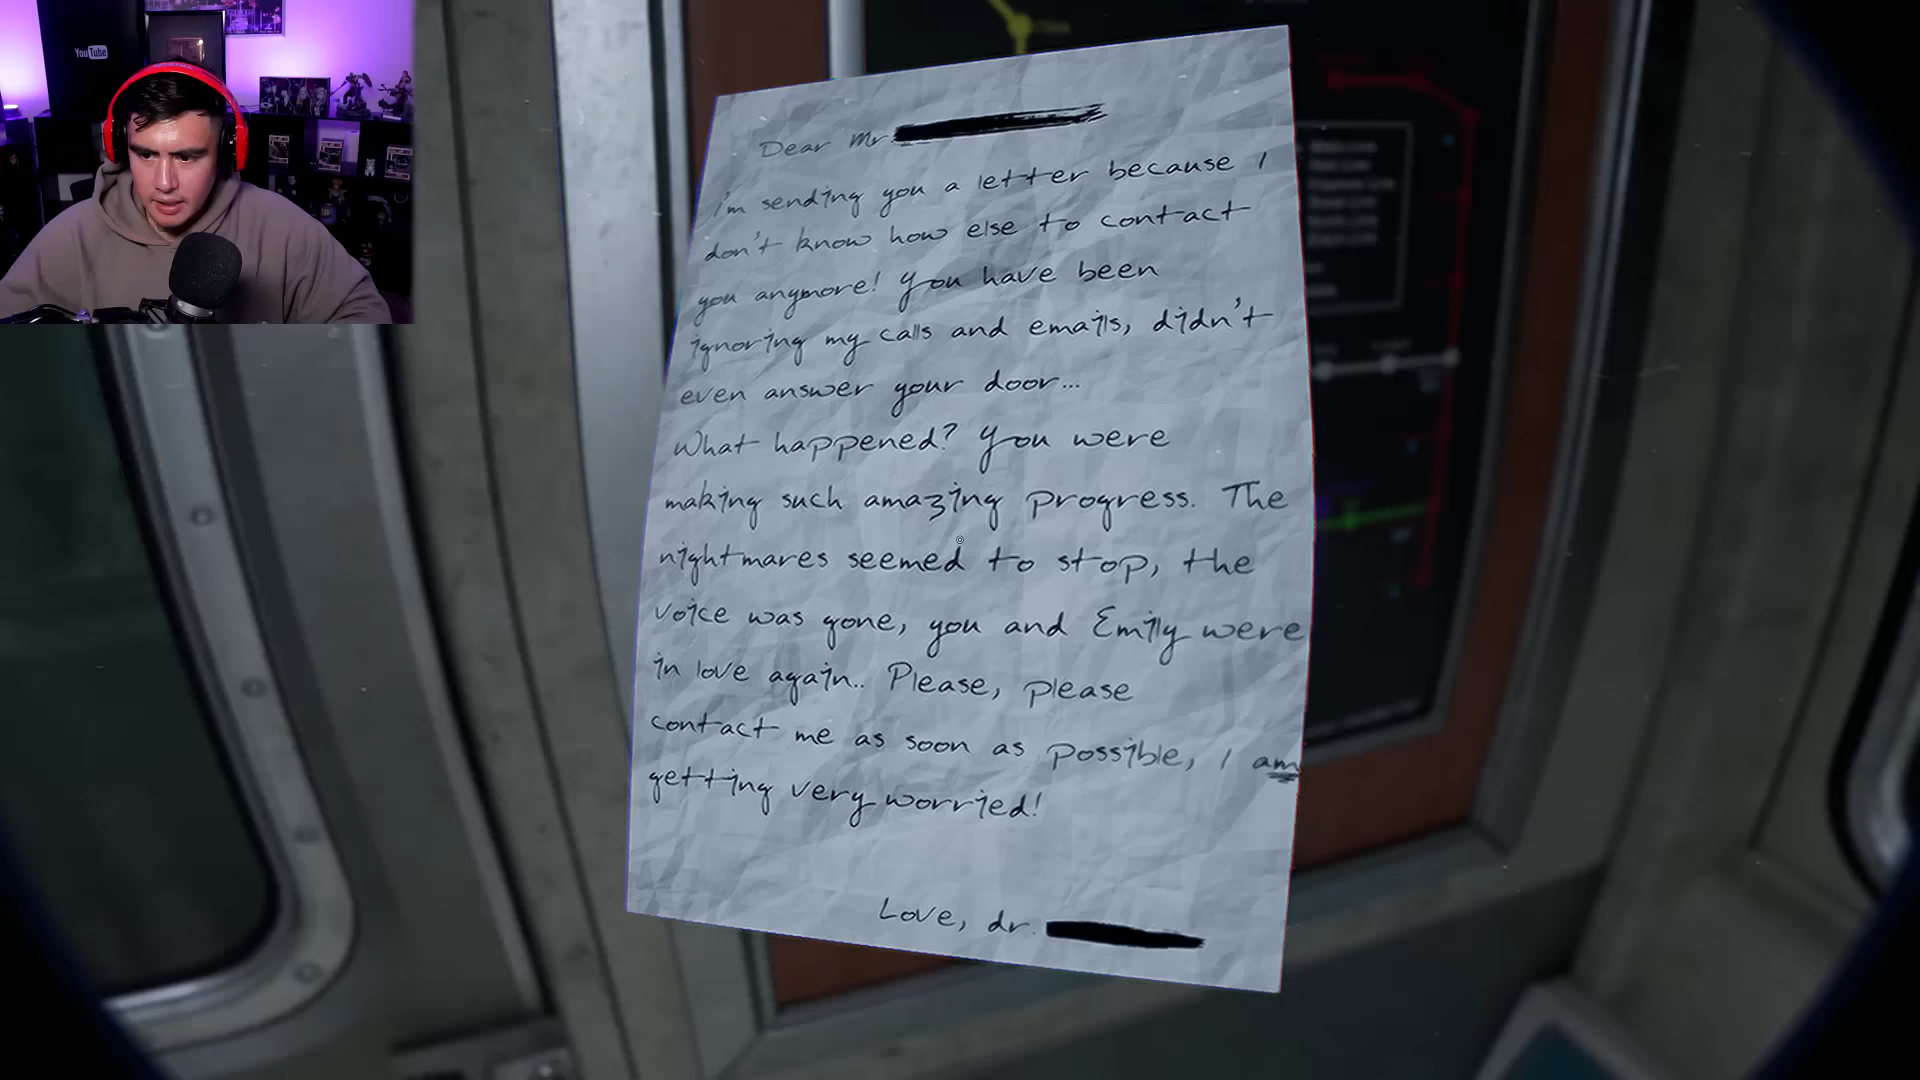 YouTube
Dear Mr
i'm sending you a letter because I
don't know how else to contact
you anymore! You have been
ignoring my calls and emails, didn't
even answer your door...
What happened? You were
making such amazing progress. The
nightmares seemed to stop, the
voice was gone, you and Emily were
in love again.. Please, please
contact me as soon as possible, I am
getting very worried!
Love, dr.